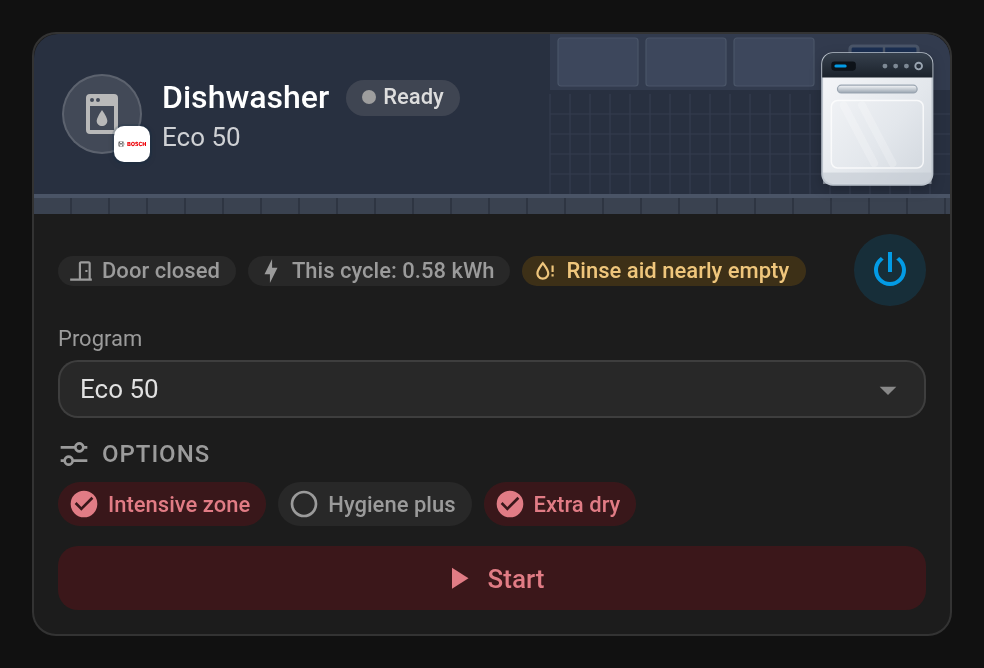 Dishwasher
Ready
Eco 50
BOSCH
Door closed
This cycle: 0.58 kWh
Rinse aid nearly empty
Program
Eco 50
OPTIONS
Intensive zone
Hygiene plus
Extra dry
Start